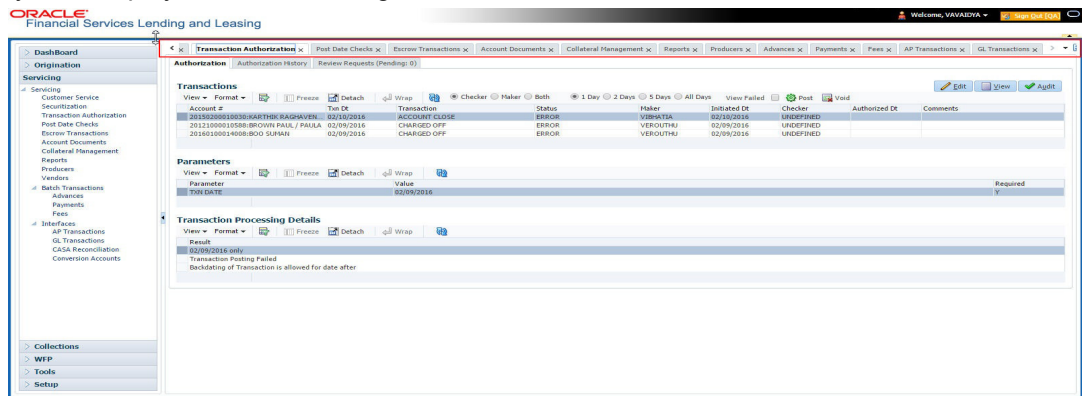 ORACLE
Financial Services Lending and Leasing
Welcome, VAVAIDYA
Sign Out
DashBoard
Origination
Servicing
Servicing
Customer Service
Securitization
Transaction Authorization
Post Date Checks
Escrow Transactions
Account Documents
Collateral Management
Reports
Producers
Vendors
Batch Transactions
Advances
Payments
Fees
Interfaces
AP Transactions
GL Transactions
CASA Reconciliation
Conversion Accounts
Collections
WFP
Tools
Setup
Transaction Authorization x Post Date Checks x Escrow Transactions x Account Documents x Collateral Management x Reports x Producers x Advances x Payments x Fees x AP Transactions x GL Transactions x
Authorization Authorization History Review Requests (Pending: 0)
Transactions
Edit View Audit
View Format Freeze Detach Wrap Checker Maker Both 1 Day 2 Days 5 Days All Days View Failed Post Void
Account # Txn Dt Transaction Status Maker Initiated Dt Checker Authorized Dt Comments
20150200010030:KARTHIK RAGHAVEN 02/10/2016 ACCOUNT CLOSE ERROR VIBHATIA 02/10/2016 UNDEFINED
20121000010588:BROWN PAUL / PAULA 02/09/2016 CHARGED OFF ERROR VEROUTHU 02/09/2016 UNDEFINED
20160100014008:BOO SUMAN 02/09/2016 CHARGED OFF ERROR VEROUTHU 02/09/2016 UNDEFINED
Parameters
View Format Freeze Detach Wrap
Parameter Value Required
TXN DATE 02/09/2016 Y
Transaction Processing Details
View Format Freeze Detach Wrap
Result
02/09/2016 only
Transaction Posting Failed
Backdating of Transaction is allowed for date after